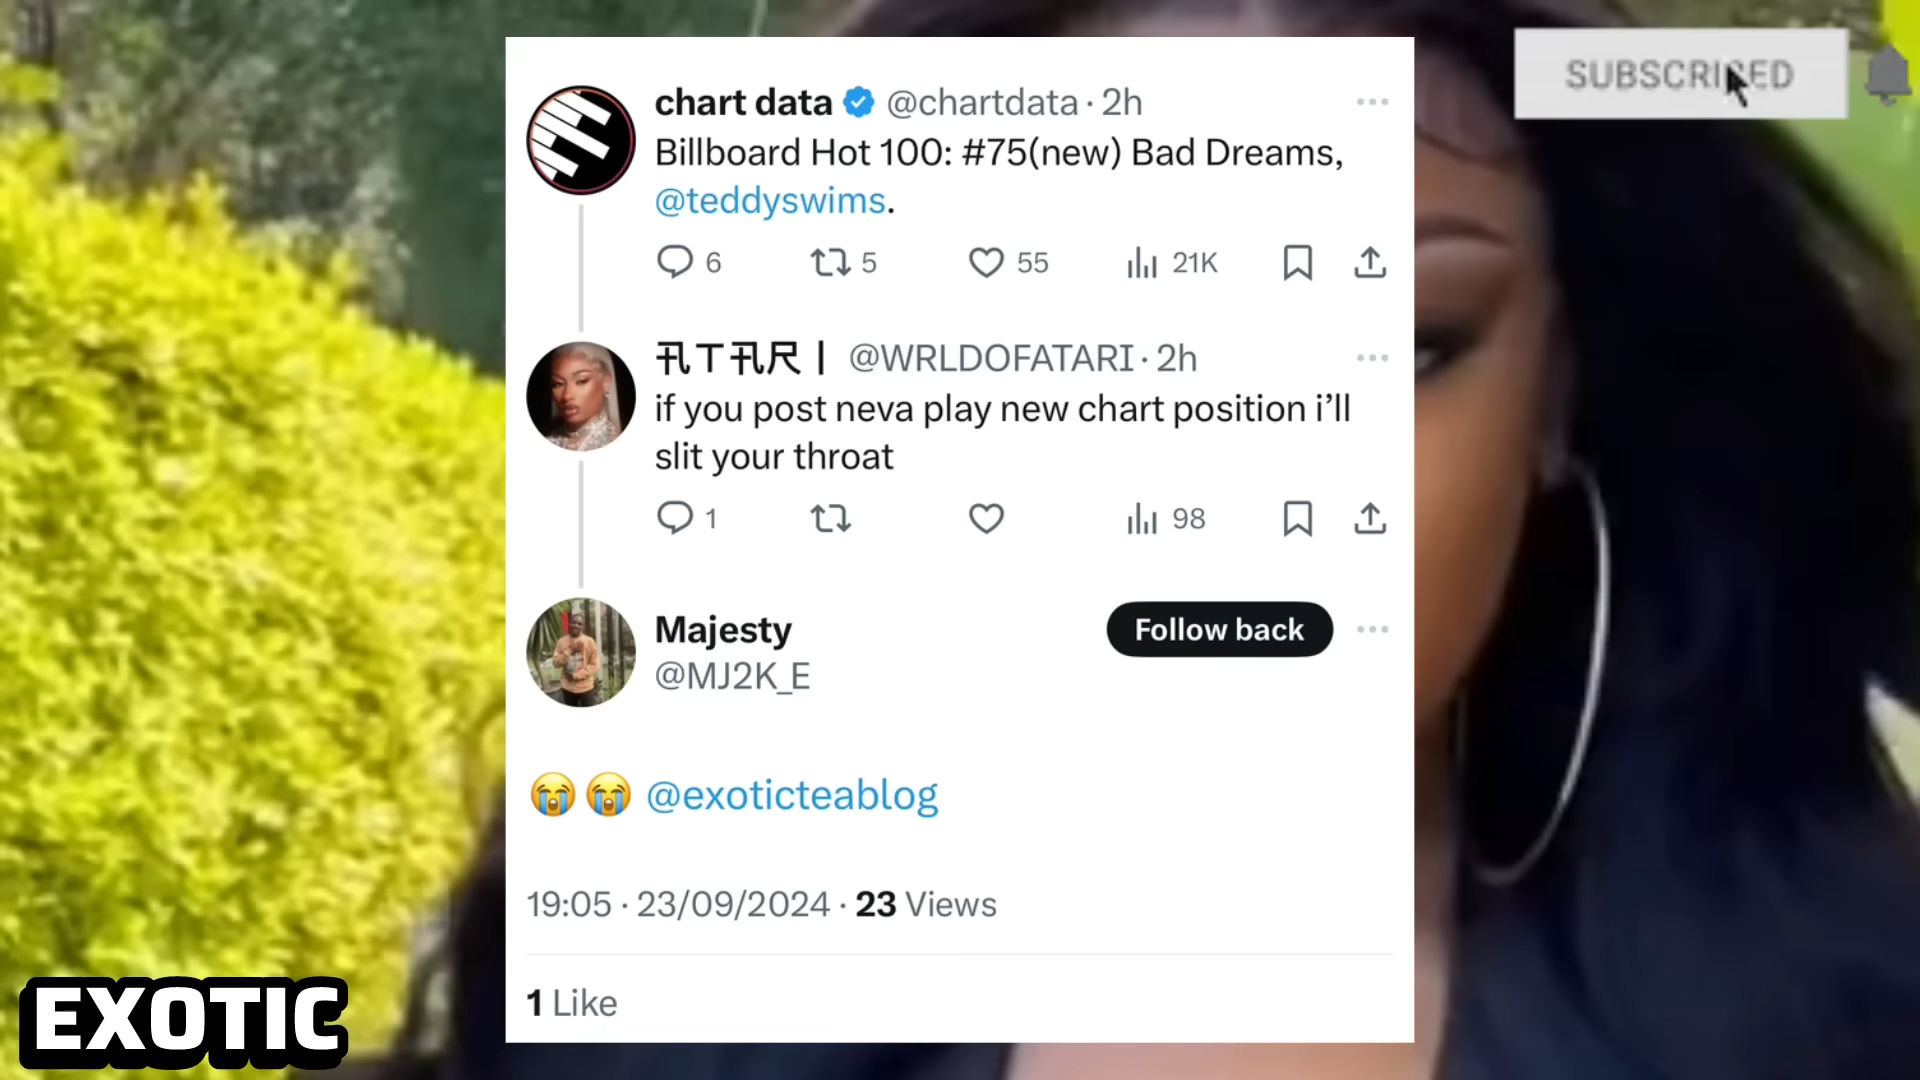 SUBSCRIBED
chart data @chartdata · 2h
Billboard Hot 100: #75(new) Bad Dreams,
@teddyswims.
6 5 55 21K
卂ㄒ卂尺丨 @WRLDOFATARI · 2h
if you post neva play new chart position i’ll
slit your throat
1 98
Majesty
Follow back
@MJ2K_E
😭😭 @exoticteablog
19:05 · 23/09/2024 · 23 Views
1 Like
EXOTIC